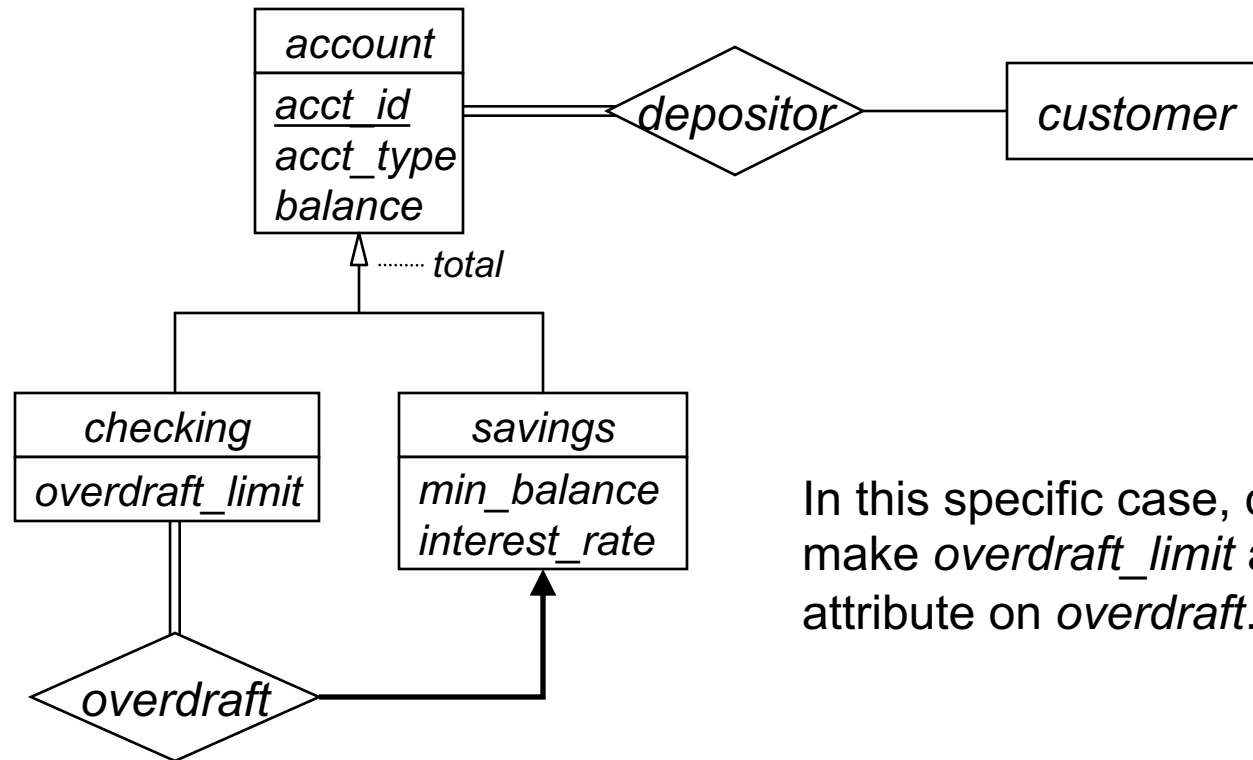 account
acct_id
acct_type
balance
depositor
customer
total
checking
overdraft_limit
savings
min_balance
interest_rate
overdraft
In this specific case,
make overdraft_limit
attribute on overdraft.